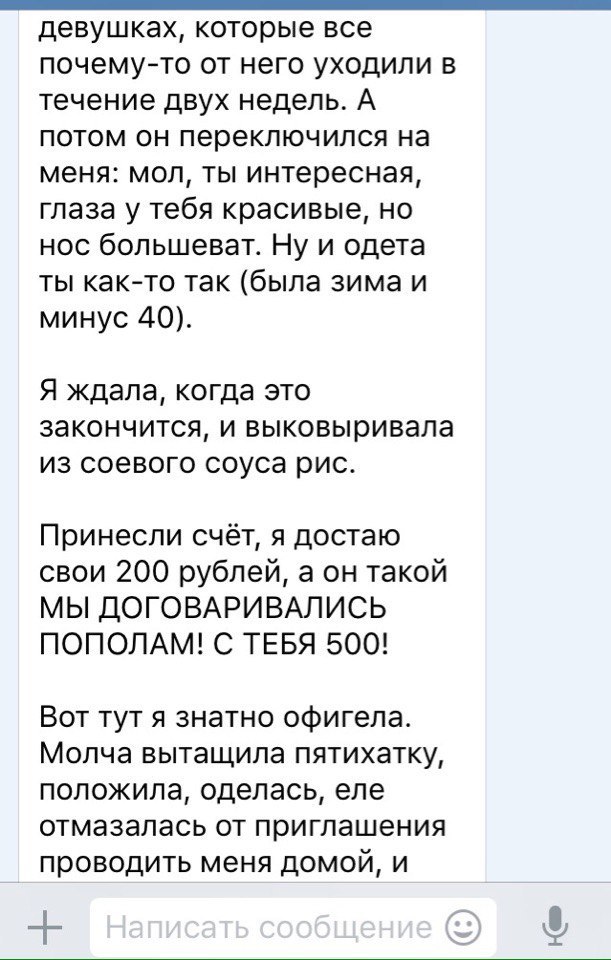 девушках, которые все
почему-то от него уходили в
течение двух недель. А
потом он переключился на
меня: мол, ты интересная,
глаза у тебя красивые, но
нос большеват. Ну и одета
ты как-то так (была зима и
минус 40).
Я ждала, когда это
закончится, и выковыривала
из соевого соуса рис.
Принесли счёт, я достаю
свои 200 рублей, а он такой
МЫ ДОГОВАРИВАЛИСЬ
ПОПОЛАМ! С ТЕБЯ 500!
Вот тут я знатно офигела.
Молча вытащила пятихатку,
положила, оделась, еле
отмазалась от приглашения
проводить меня домой, и
Написать сообщение